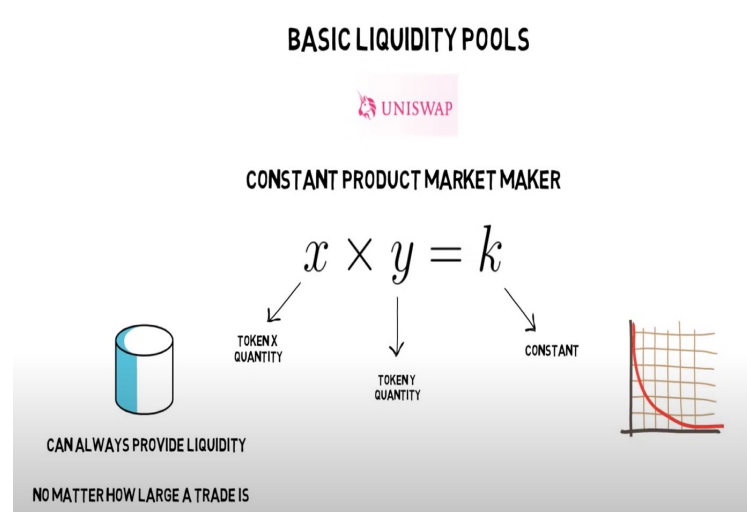 BASIC LIQUIDITY POOLS
UNISWAP
CONSTANT PRODUCT MARKET MAKER
x × y = k
TOKEN X
QUANTITY
TOKEN Y
QUANTITY
CONSTANT
CAN ALWAYS PROVIDE LIQUIDITY
NO MATTER HOW LARGE A TRADE IS